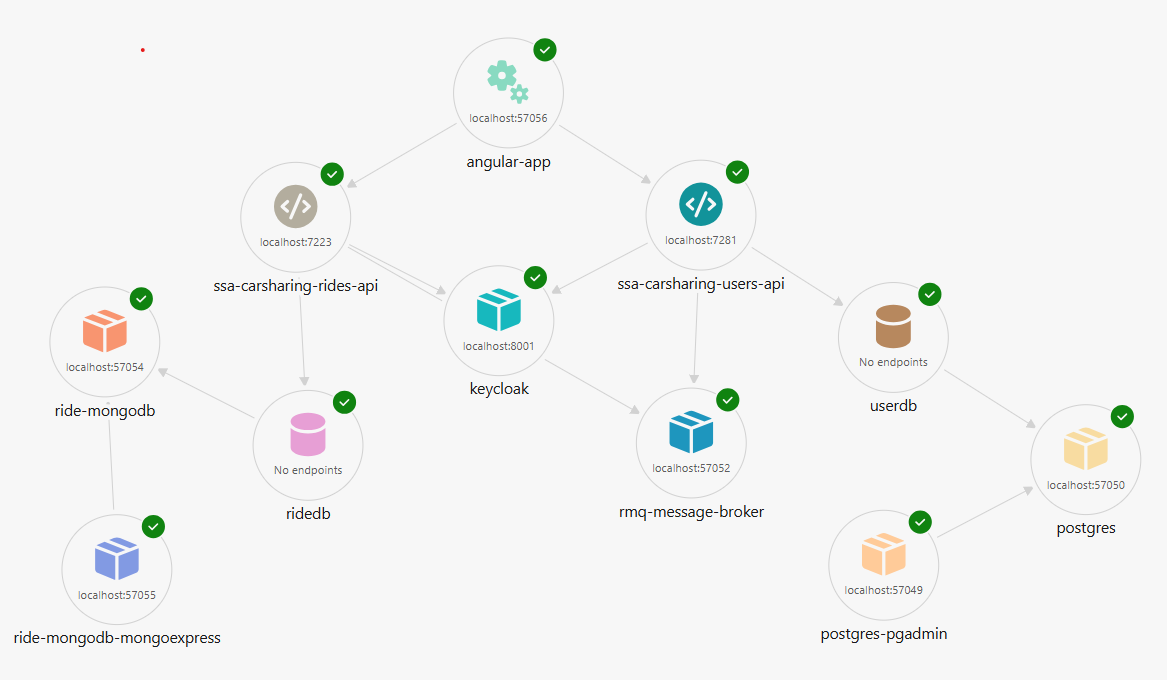 localhost:57056
angular-app
localhost:7223
ssa-carsharing-rides-api
localhost:7281
ssa-carsharing-users-api
localhost:57054
ride-mongodb
localhost:8001
keycloak
No endpoints
userdb
No endpoints
ridedb
localhost:57052
rmq-message-broker
localhost:57050
postgres
localhost:57055
ride-mongodb-mongoexpress
localhost:57049
postgres-pgadmin